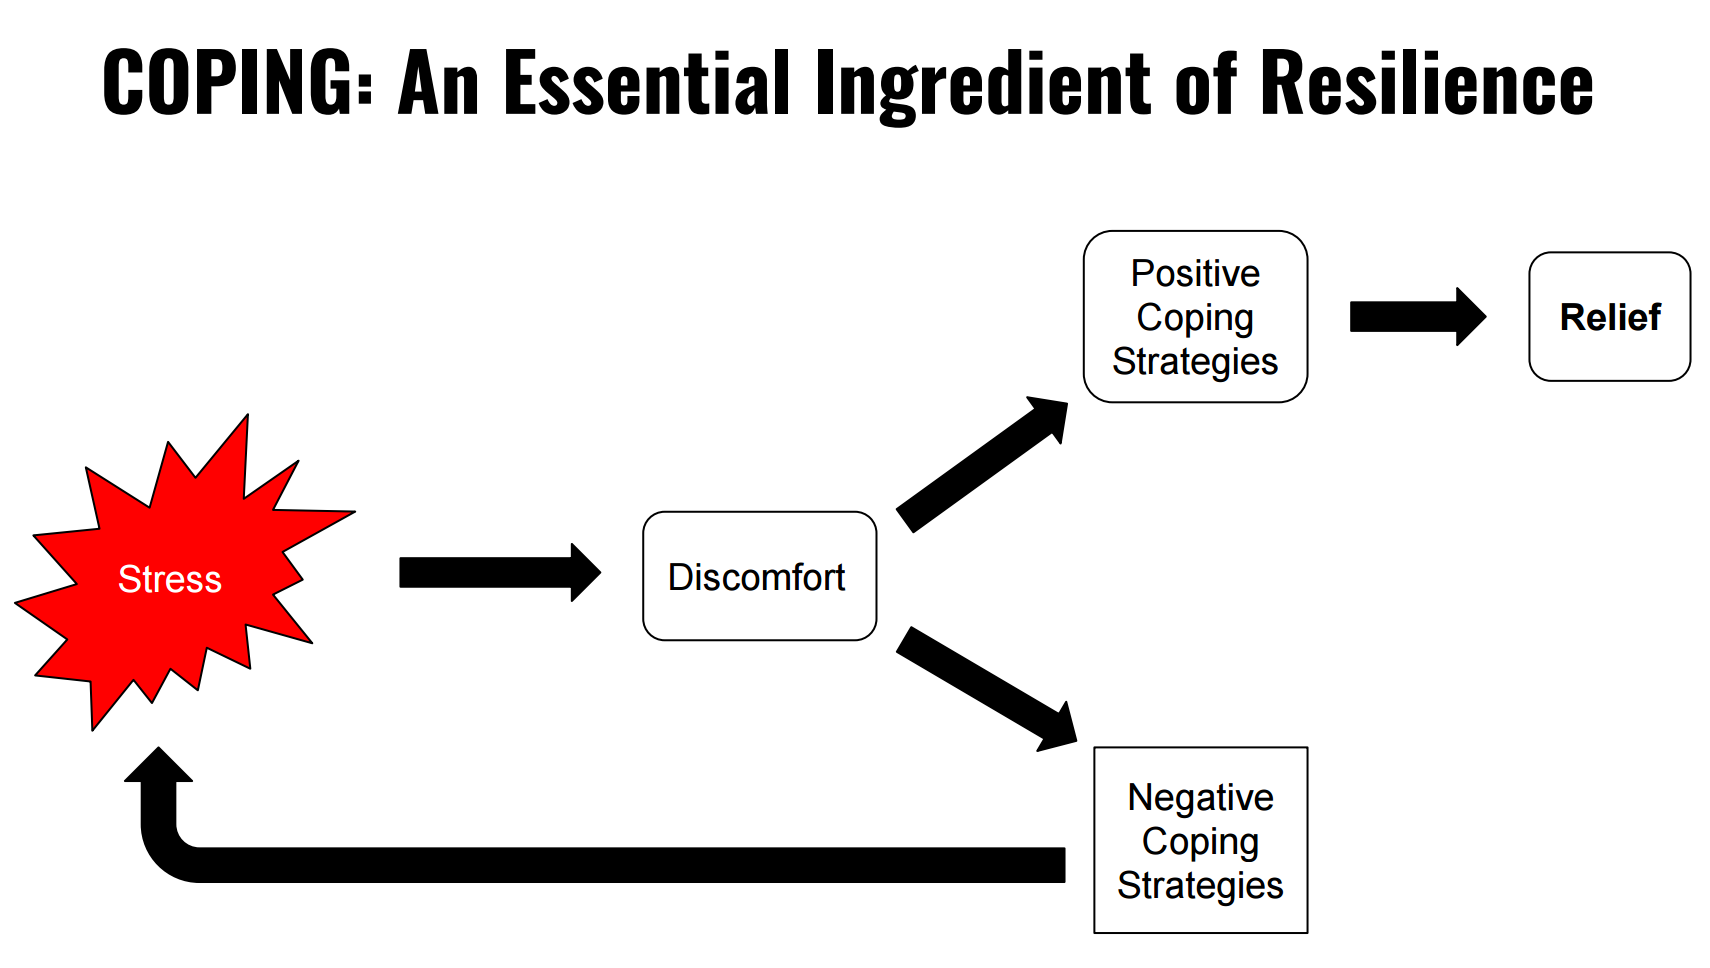 COPING: An Essential Ingredient of Resilience
Positive
Coping
Strategies
Relief
Stress
Discomfort
Negative
Coping
Strategies